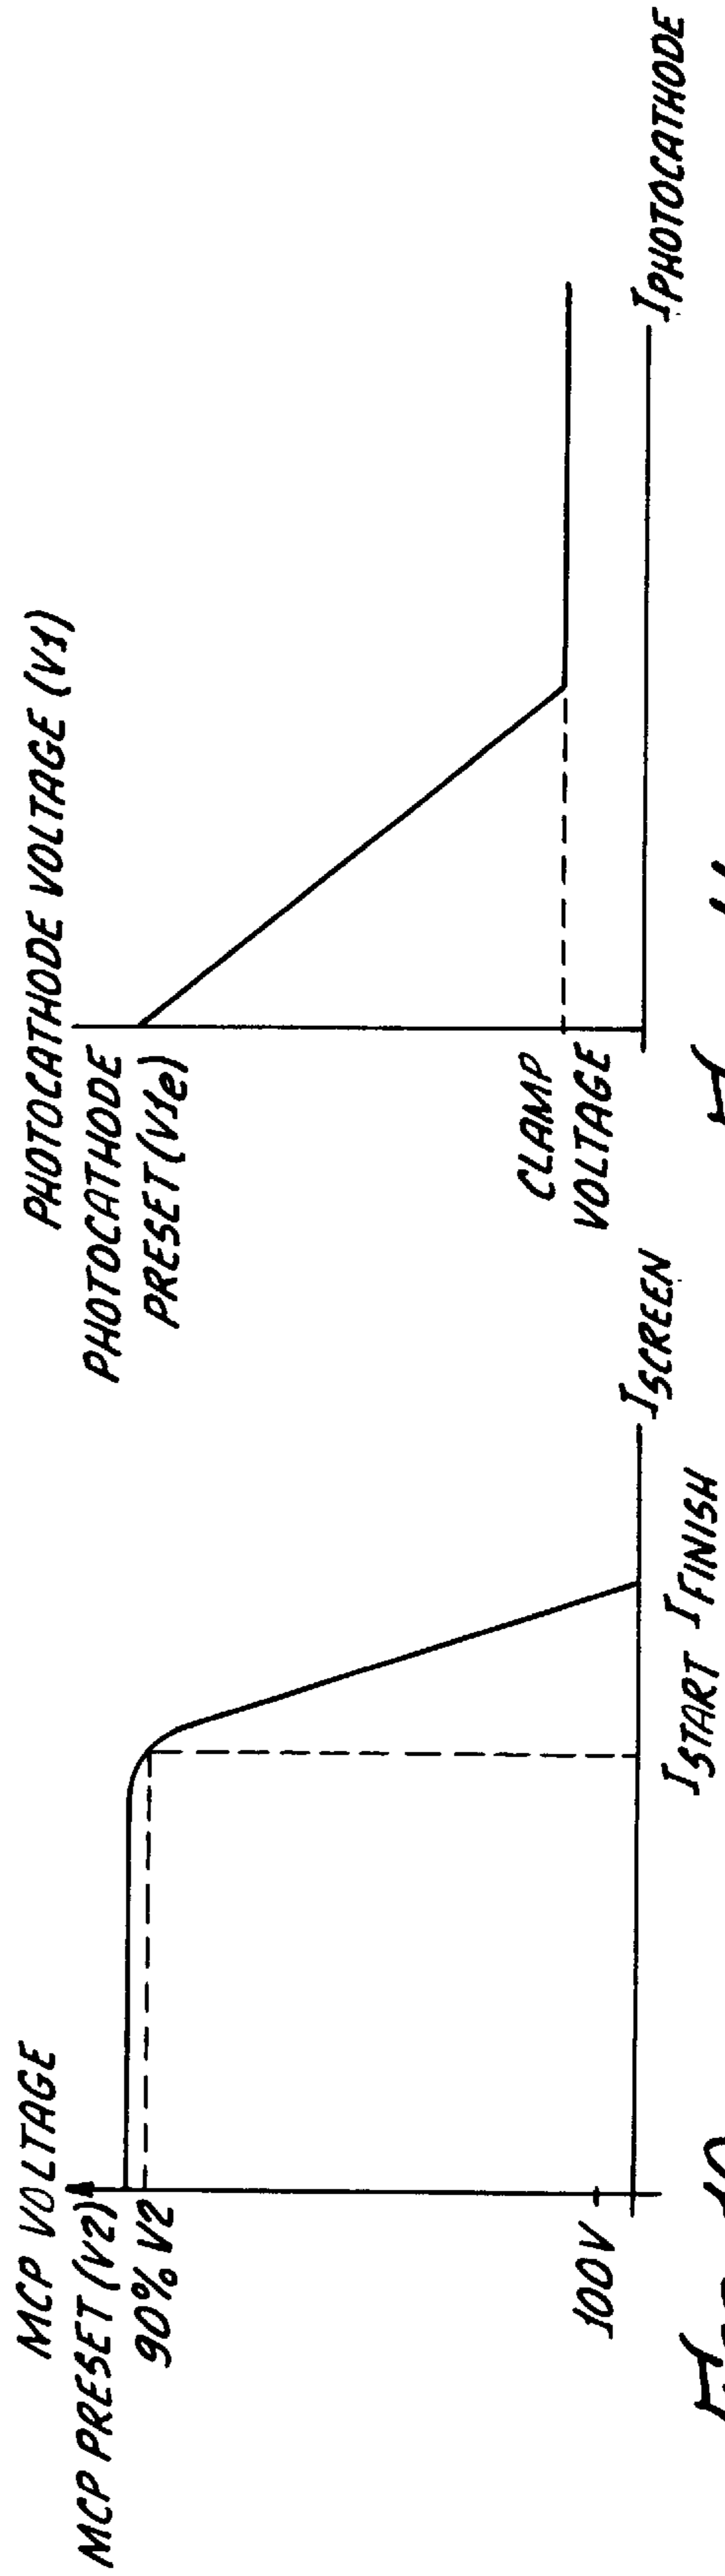 MCP VOLTAGE
MCP PRESET (V2)
90% V2
100V
ISTART IFINISH
ISCREEN
PHOTOCATHODE VOLTAGE (V1)
PHOTOCATHODE
PRESET (V1e)
CLAMP
VOLTAGE
IPHOTOCATHODE